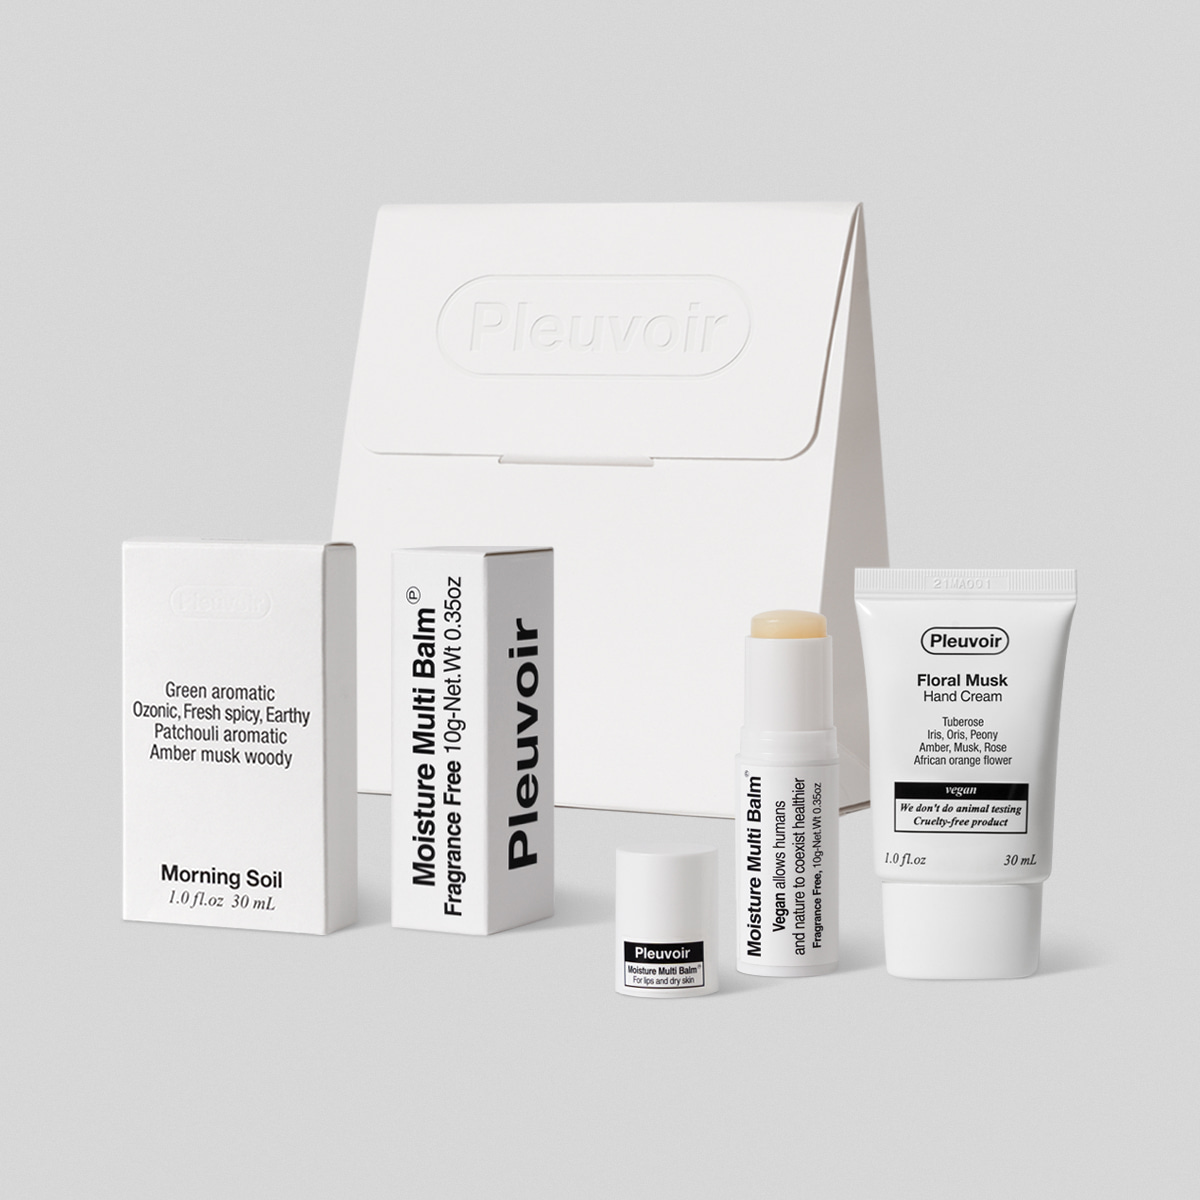 Pleuvoir
Pleuvoir
Green aromatic
Ozonic, Fresh spicy, Earthy
Patchouli aromatic
Amber musk woody
Morning Soil
1.0 fl.oz 30 mL
Moisture Multi Balm℗
Fragrance Free 10g-Net.Wt 0.35oz
Pleuvoir
Pleuvoir
Moisture Multi Balm℗
For lips and dry skin
Moisture Multi Balm℗
Vegan allows humans
and nature to coexist healthier
Fragrance Free, 10g-Net.Wt 0.35oz
21MA001
Pleuvoir
Floral Musk
Hand Cream
Tuberose
Iris, Oris, Peony
Amber, Musk, Rose
African orange flower
vegan
We don't do animal testing
Cruelty-free product
1.0 fl.oz 30 mL